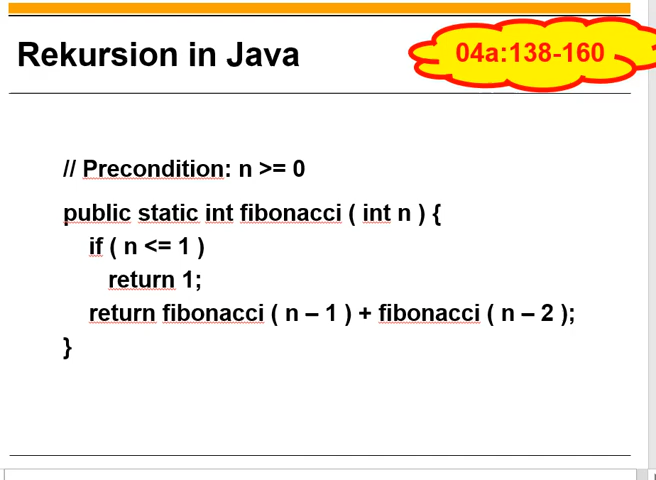 Rekursion in Java
04a:138-160
// Precondition: n >= 0
public static int fibonacci ( int n ) {
if ( n <= 1 )
return 1;
return fibonacci ( n – 1 ) + fibonacci ( n – 2 );
}